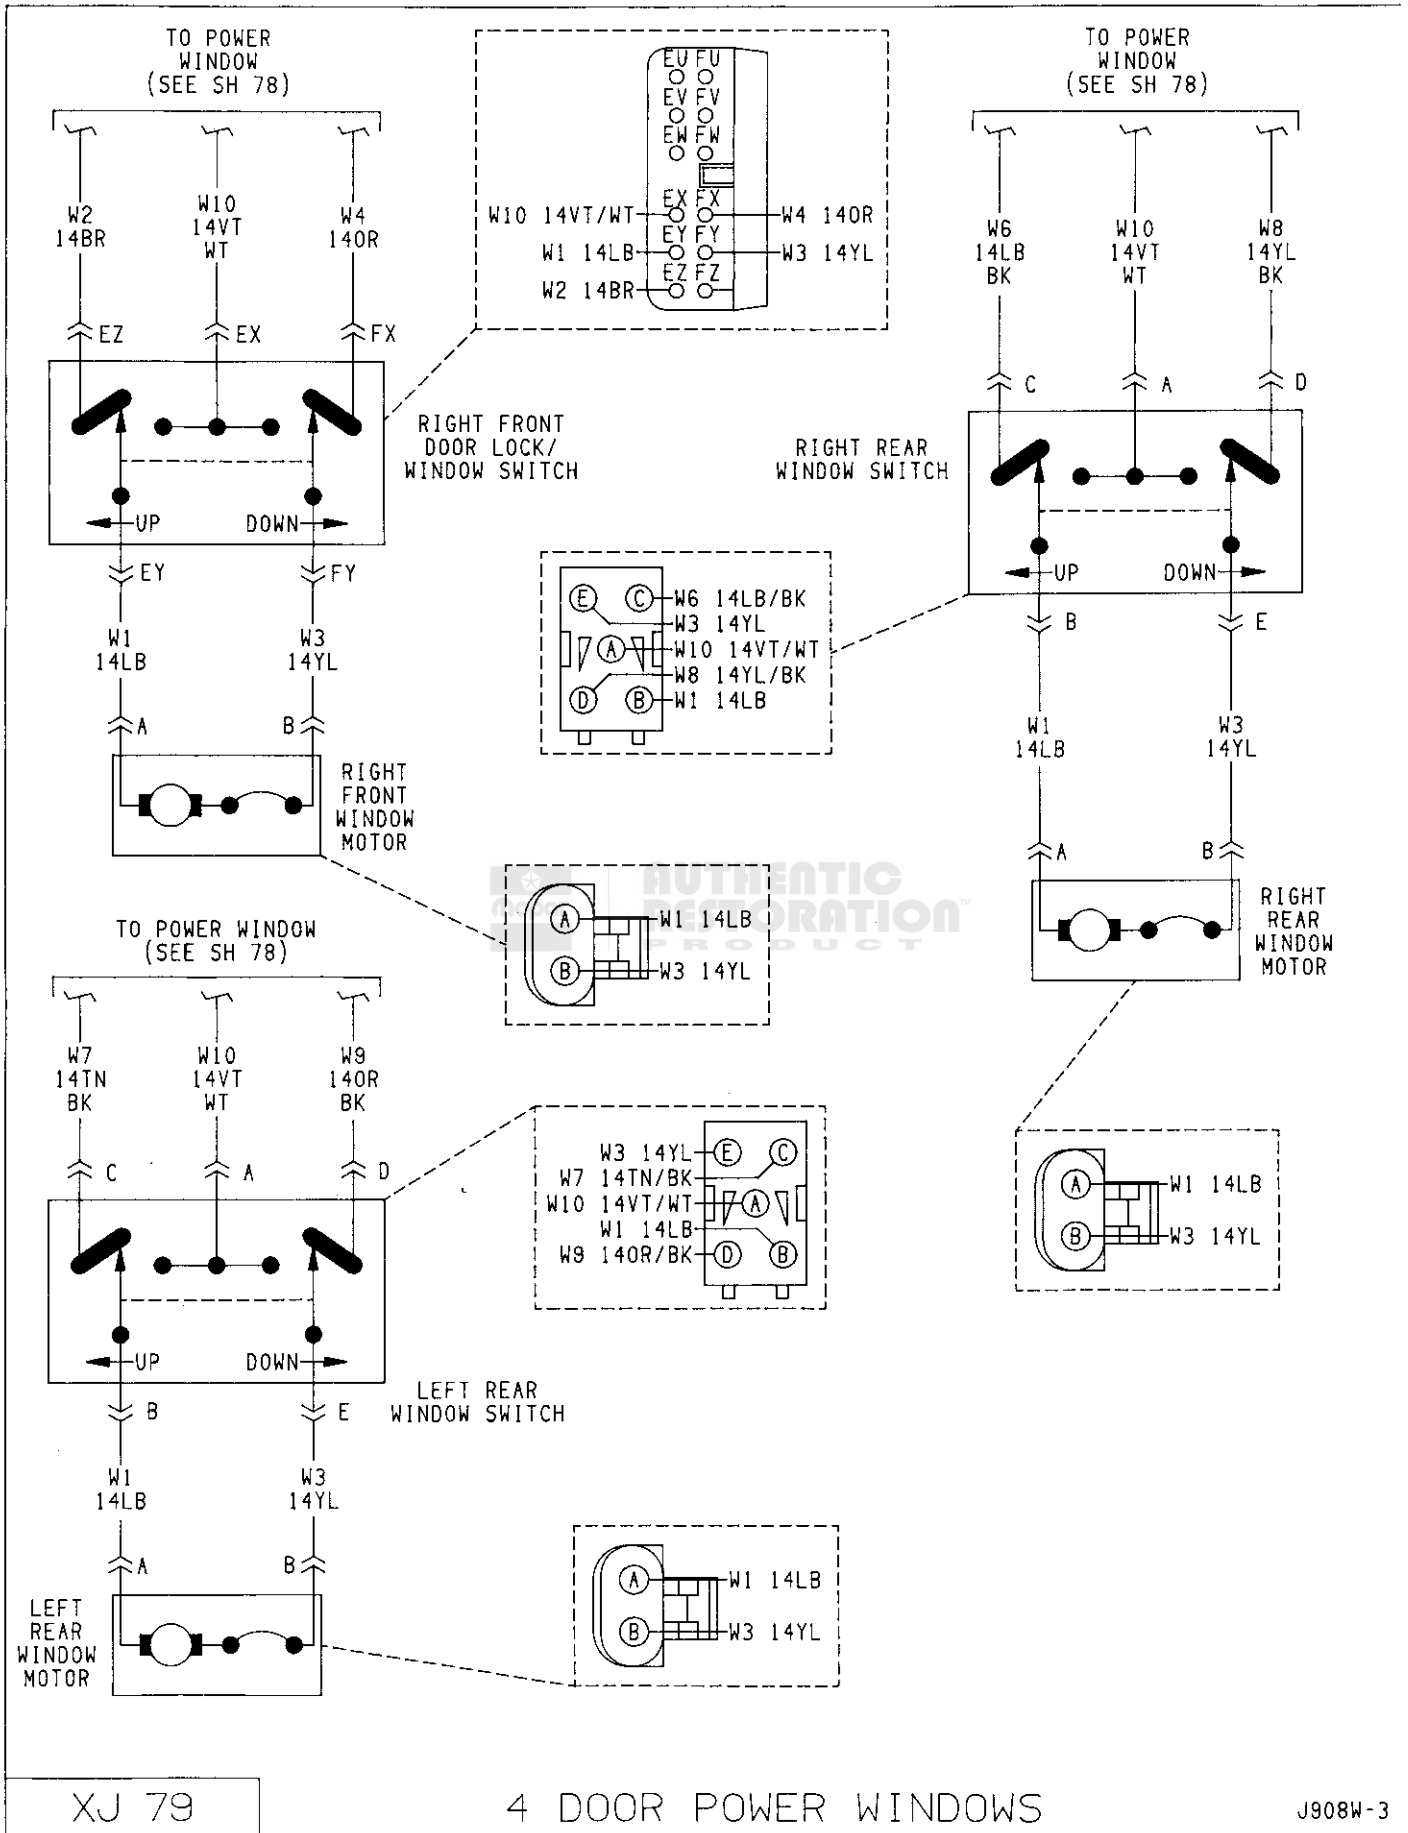 TO POWER
WINDOW
(SEE SH 78)
W2
14BR
W10
14VT
WT
W4
14OR
EZ
EX
FX
RIGHT FRONT
DOOR LOCK/
WINDOW SWITCH
UP
DOWN
EY
FY
W1
14LB
W3
14YL
A
B
RIGHT
FRONT
WINDOW
MOTOR
EU FU
EV FV
EW FW
EX FX
W10 14VT/WT
W4 14OR
EY FY
W1 14LB
W3 14YL
EZ FZ
W2 14BR
TO POWER
WINDOW
(SEE SH 78)
W6
14LB
BK
W10
14VT
WT
W8
14YL
BK
C
A
D
RIGHT REAR
WINDOW SWITCH
UP
DOWN
B
E
W1
14LB
W3
14YL
A
B
RIGHT
REAR
WINDOW
MOTOR
E
C
W6 14LB/BK
W3 14YL
A
W10 14VT/WT
W8 14YL/BK
D
B
W1 14LB
mopar
AUTHENTIC
RESTORATION™
PRODUCT
A
W1 14LB
B
W3 14YL
TO POWER WINDOW
(SEE SH 78)
W7
14TN
BK
W10
14VT
WT
W9
14OR
BK
C
A
D
UP
DOWN
LEFT REAR
WINDOW SWITCH
B
E
W1
14LB
W3
14YL
A
B
LEFT
REAR
WINDOW
MOTOR
W3 14YL
E
C
W7 14TN/BK
W10 14VT/WT
A
W1 14LB
W9 14OR/BK
D
B
A
W1 14LB
B
W3 14YL
A
W1 14LB
B
W3 14YL
XJ 79
4 DOOR POWER WINDOWS
J908W-3